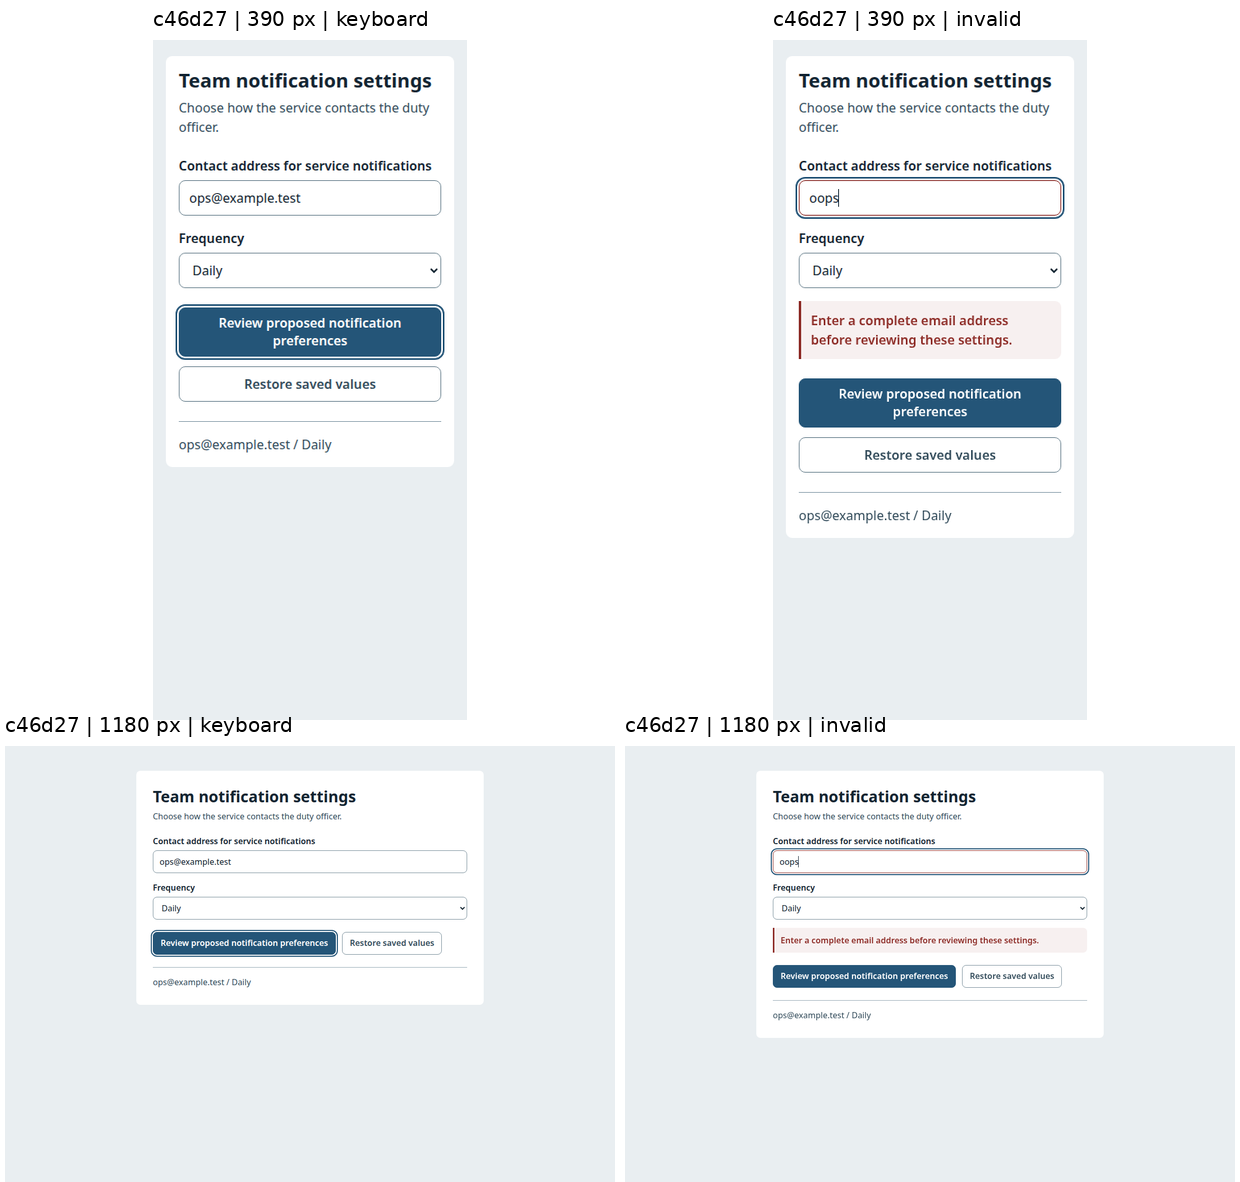 c46d27 | 390 px | keyboard
Team notification settings
Choose how the service contacts the duty
officer.
Contact address for service notifications
ops@example.test
Frequency
Daily
Review proposed notification
preferences
Restore saved values
ops@example.test / Daily
c46d27 | 390 px | invalid
Team notification settings
Choose how the service contacts the duty
officer.
Contact address for service notifications
oops
Frequency
Daily
Enter a complete email address
before reviewing these settings.
Review proposed notification
preferences
Restore saved values
ops@example.test / Daily
c46d27 | 1180 px | keyboard
Team notification settings
Choose how the service contacts the duty officer.
Contact address for service notifications
ops@example.test
Frequency
Daily
Review proposed notification preferences
Restore saved values
ops@example.test / Daily
c46d27 | 1180 px | invalid
Team notification settings
Choose how the service contacts the duty officer.
Contact address for service notifications
oops
Frequency
Daily
Enter a complete email address before reviewing these settings.
Review proposed notification preferences
Restore saved values
ops@example.test / Daily